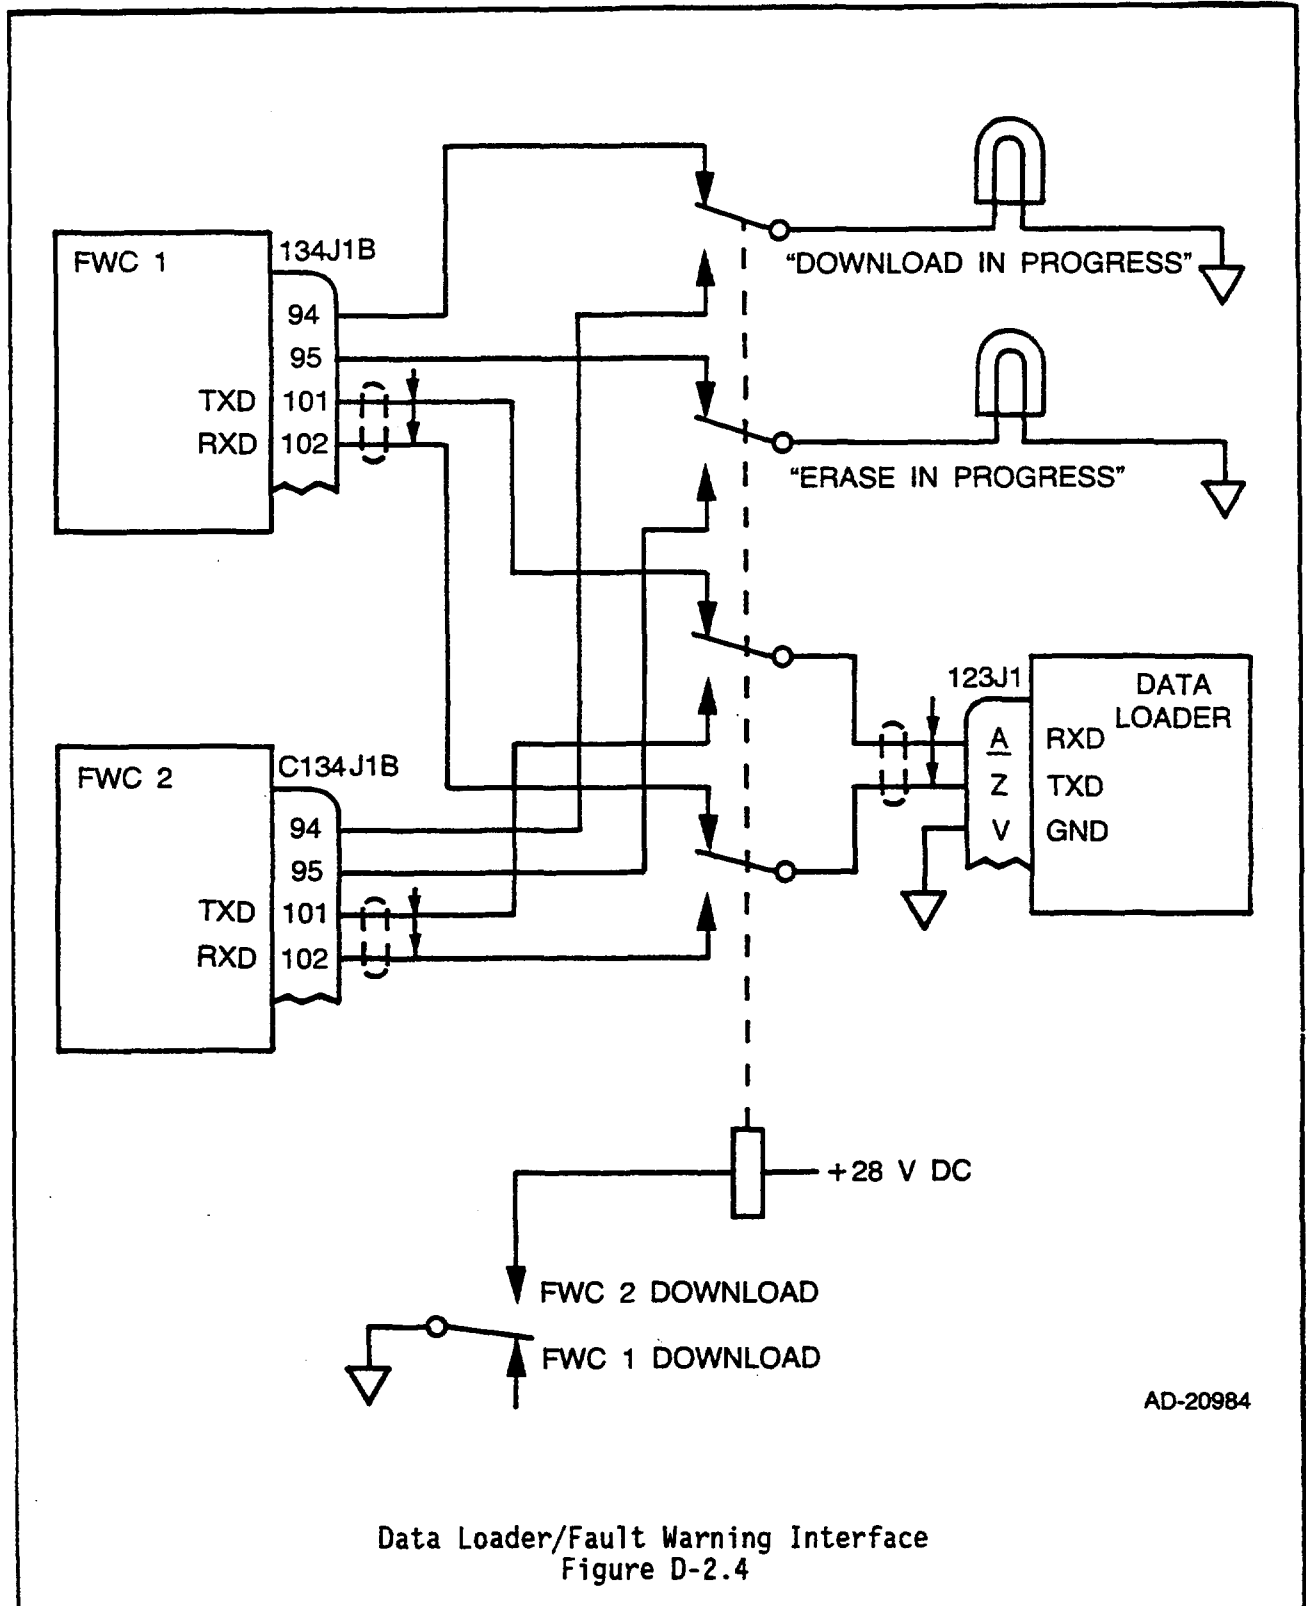 FWC 1
134J1B
94
95
TXD 101
RXD 102
"DOWNLOAD IN PROGRESS"
"ERASE IN PROGRESS"
FWC 2
C134J1B
94
95
TXD 101
RXD 102
123J1
DATA
LOADER
A RXD
Z TXD
V GND
+28 V DC
FWC 2 DOWNLOAD
FWC 1 DOWNLOAD
AD-20984
Data Loader/Fault Warning Interface
Figure D-2.4